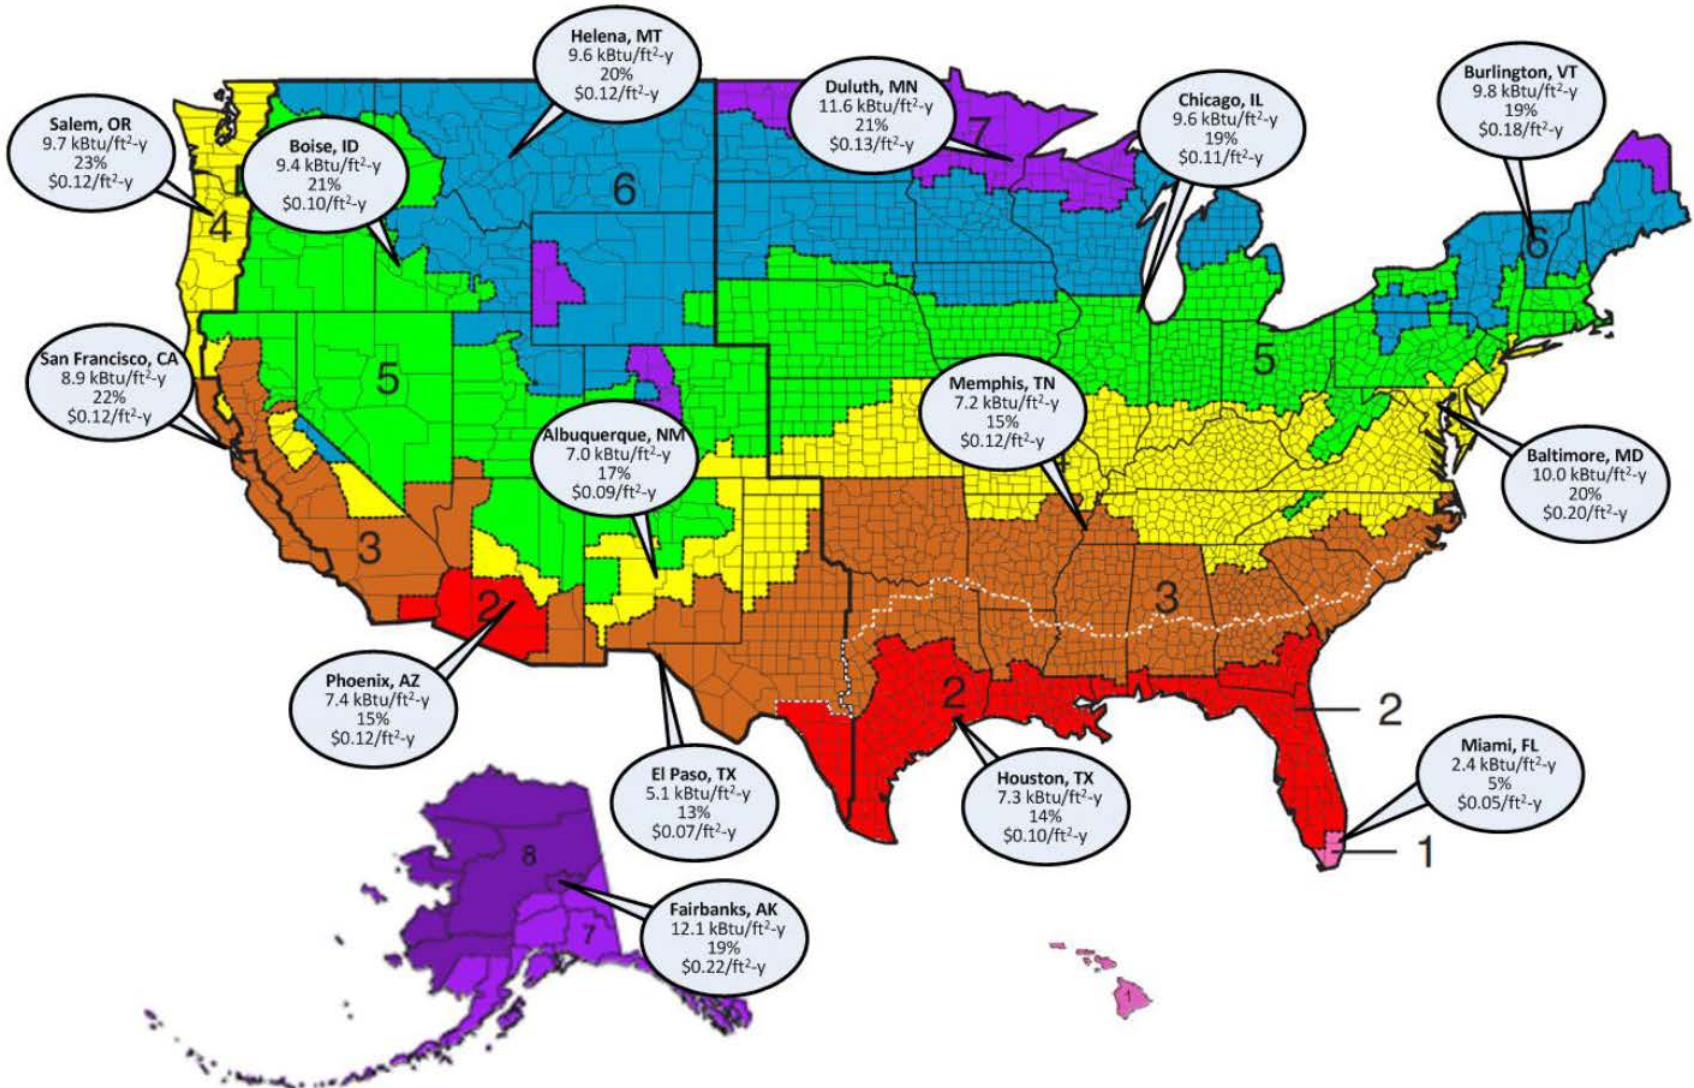 Helena, MT
9.6 kBtu/ft²-y
20%
$0.12/ft²-y
Duluth, MN
11.6 kBtu/ft²-y
21%
$0.13/ft²-y
Chicago, IL
9.6 kBtu/ft²-y
19%
$0.11/ft²-y
Burlington, VT
9.8 kBtu/ft²-y
19%
$0.18/ft²-y
Salem, OR
9.7 kBtu/ft²-y
23%
$0.12/ft²-y
Boise, ID
9.4 kBtu/ft²-y
21%
$0.10/ft²-y
7
6
4
6
San Francisco, CA
8.9 kBtu/ft²-y
22%
$0.12/ft²-y
5
5
Memphis, TN
7.2 kBtu/ft²-y
15%
$0.12/ft²-y
Albuquerque, NM
7.0 kBtu/ft²-y
17%
$0.09/ft²-y
Baltimore, MD
10.0 kBtu/ft²-y
20%
$0.20/ft²-y
3
2
3
Phoenix, AZ
7.4 kBtu/ft²-y
15%
$0.12/ft²-y
2
2
El Paso, TX
5.1 kBtu/ft²-y
13%
$0.07/ft²-y
Houston, TX
7.3 kBtu/ft²-y
14%
$0.10/ft²-y
Miami, FL
2.4 kBtu/ft²-y
5%
$0.05/ft²-y
1
8
Fairbanks, AK
12.1 kBtu/ft²-y
19%
$0.22/ft²-y
7
1